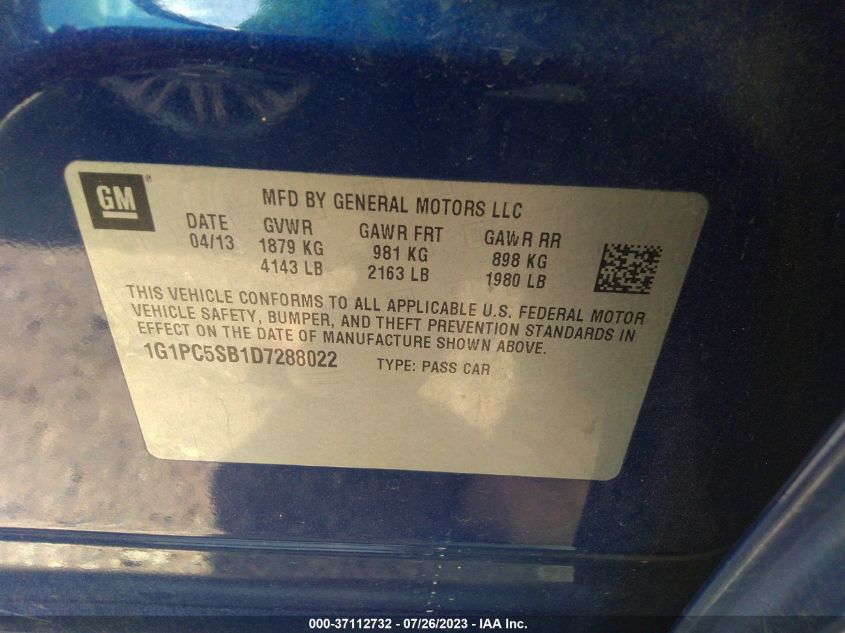 GM
MFD BY GENERAL MOTORS LLC
DATE GVWR GAWR FRT GAWR RR
04/13 1879 KG 981 KG 898 KG
4143 LB 2163 LB 1980 LB
THIS VEHICLE CONFORMS TO ALL APPLICABLE U.S. FEDERAL MOTOR
VEHICLE SAFETY, BUMPER, AND THEFT PREVENTION STANDARDS IN
EFFECT ON THE DATE OF MANUFACTURE SHOWN ABOVE.
1G1PC5SB1D7288022 TYPE: PASS CAR
000-37112732 - 07/26/2023 - © IAA Inc.